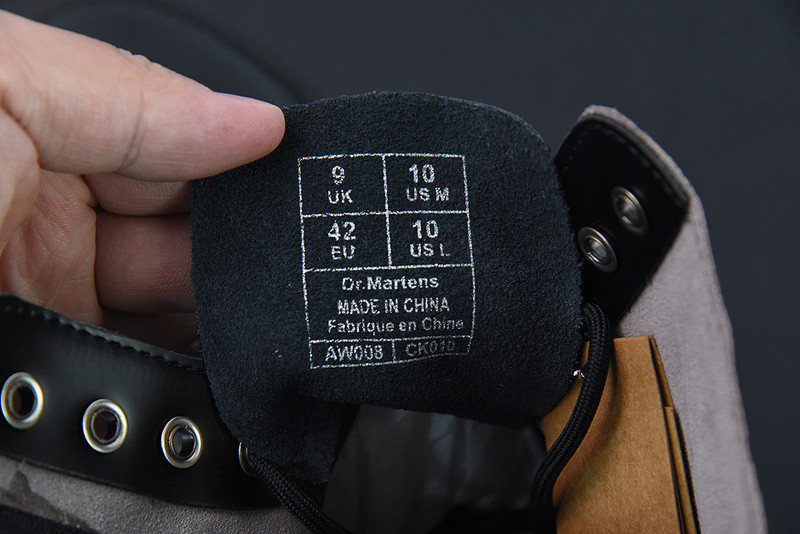 9 10
UK US M
42 10
EU US L
Dr.Martens
MADE IN CHINA
Fabrique en Chine
AW008 CK010